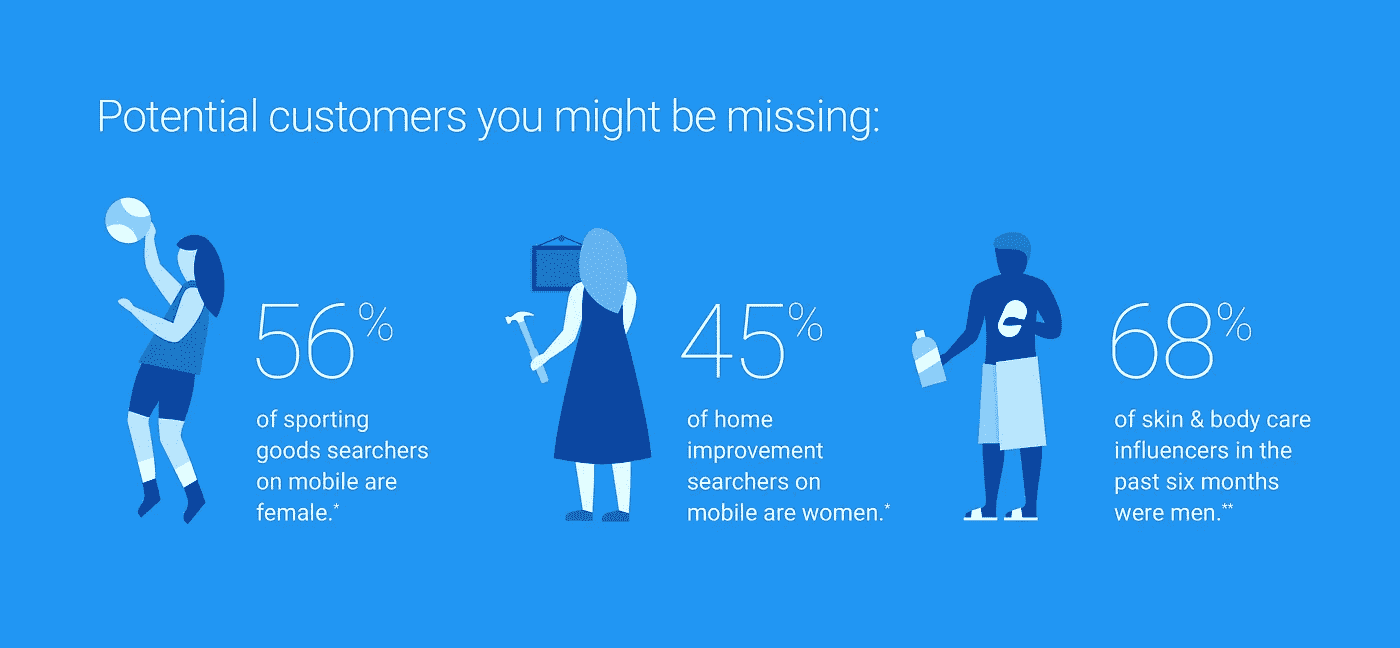 Potential customers you might be missing:
56%
of sporting
goods searchers
on mobile are
female.*
45%
of home
improvement
searchers on
mobile are women.*
68%
of skin & body care
influencers in the
past six months
were men.**